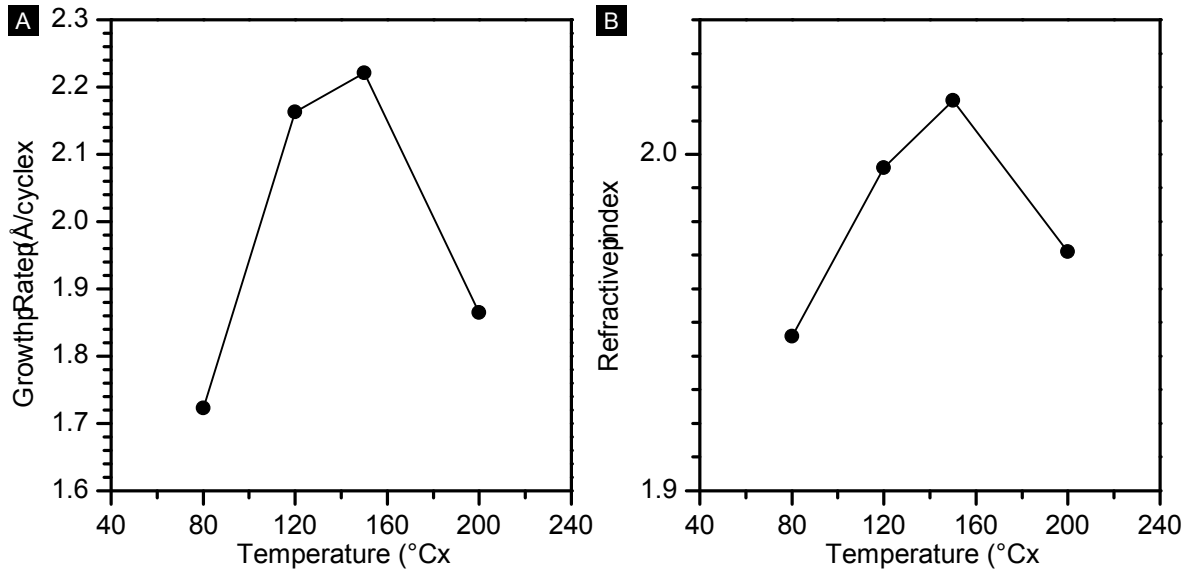 A
2.3
2.2
2.1
2.0
1.9
1.8
1.7
1.6
GrowthpRatep(Å/cyclex
40 80 120 160 200 240
Temperature (°Cx
B
2.0
1.9
Refractivepindex
40 80 120 160 200 240
Temperature (°Cx